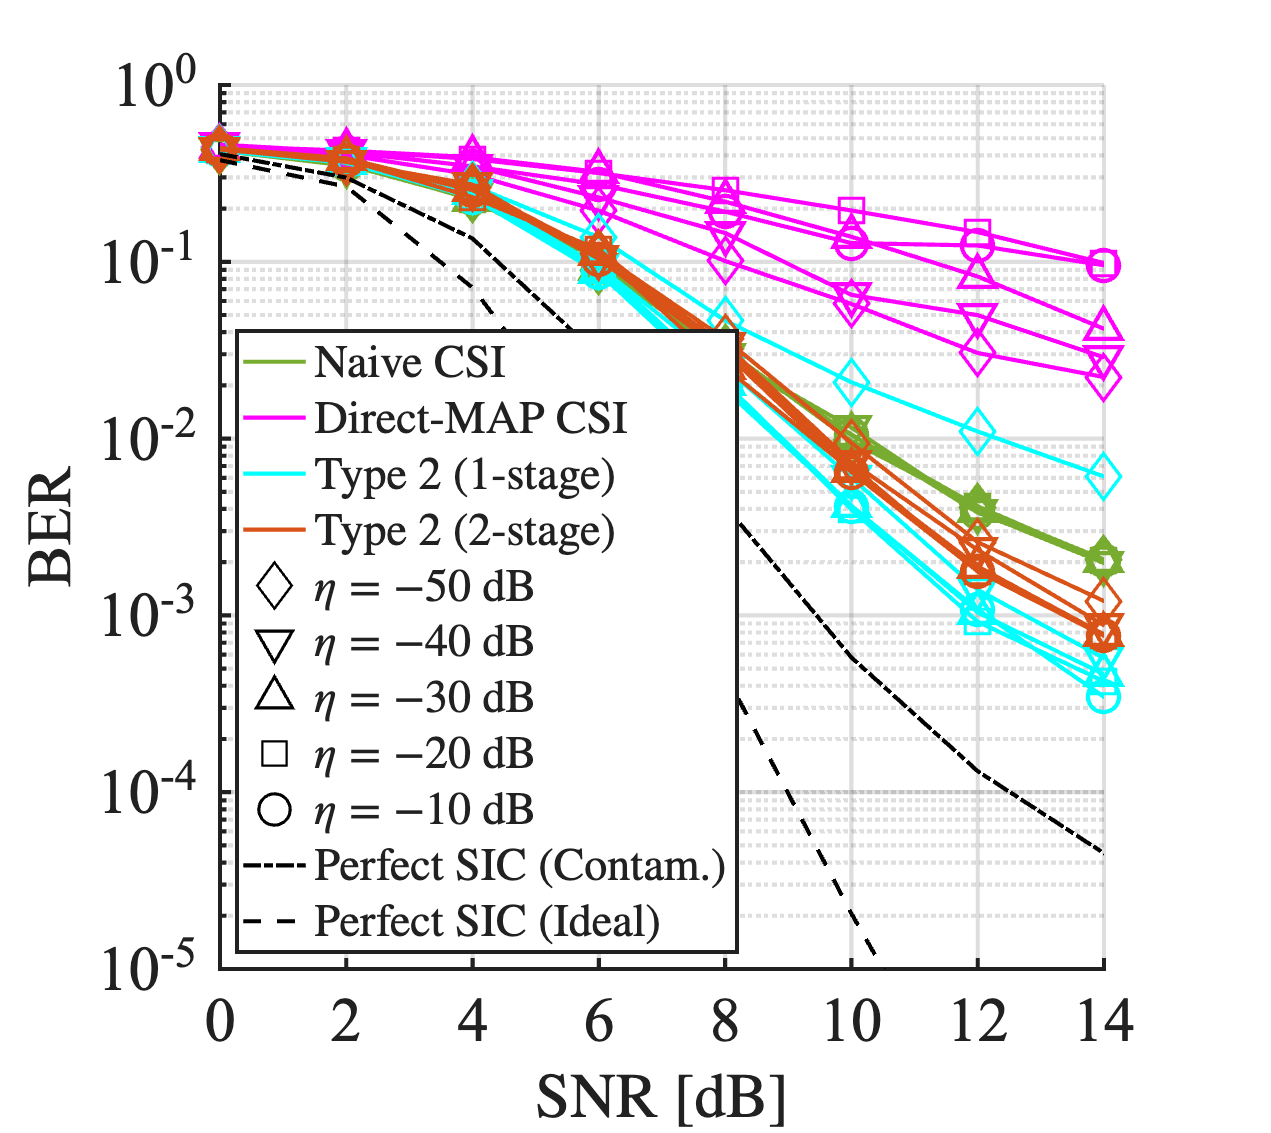 10^0
10^-1
10^-2
10^-3
10^-4
10^-5
BER
Naive CSI
Direct-MAP CSI
Type 2 (1-stage)
Type 2 (2-stage)
η = −50 dB
η = −40 dB
η = −30 dB
η = −20 dB
η = −10 dB
Perfect SIC (Contam.)
Perfect SIC (Ideal)
0 2 4 6 8 10 12 14
SNR [dB]